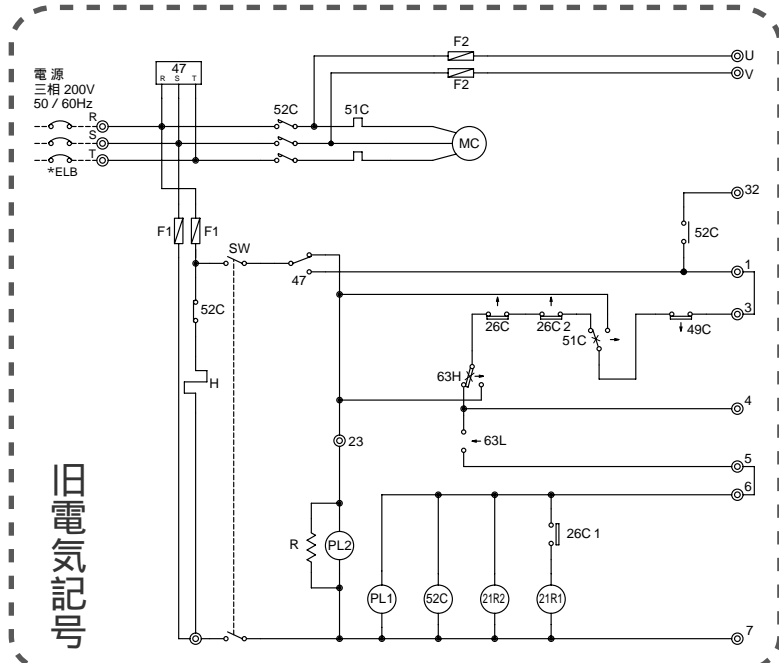 F2
U
F2
V
電 源
三相 200V
50 / 60Hz
47
R S T
52C
51C
R
S
T
MC
*ELB
32
52C
F1
F1
SW
47
1
3
26C
26C 2
51C
49C
52C
63H
H
4
63L
23
5
6
R
PL2
26C 1
PL1
52C
21R2
21R1
7
旧電気記号